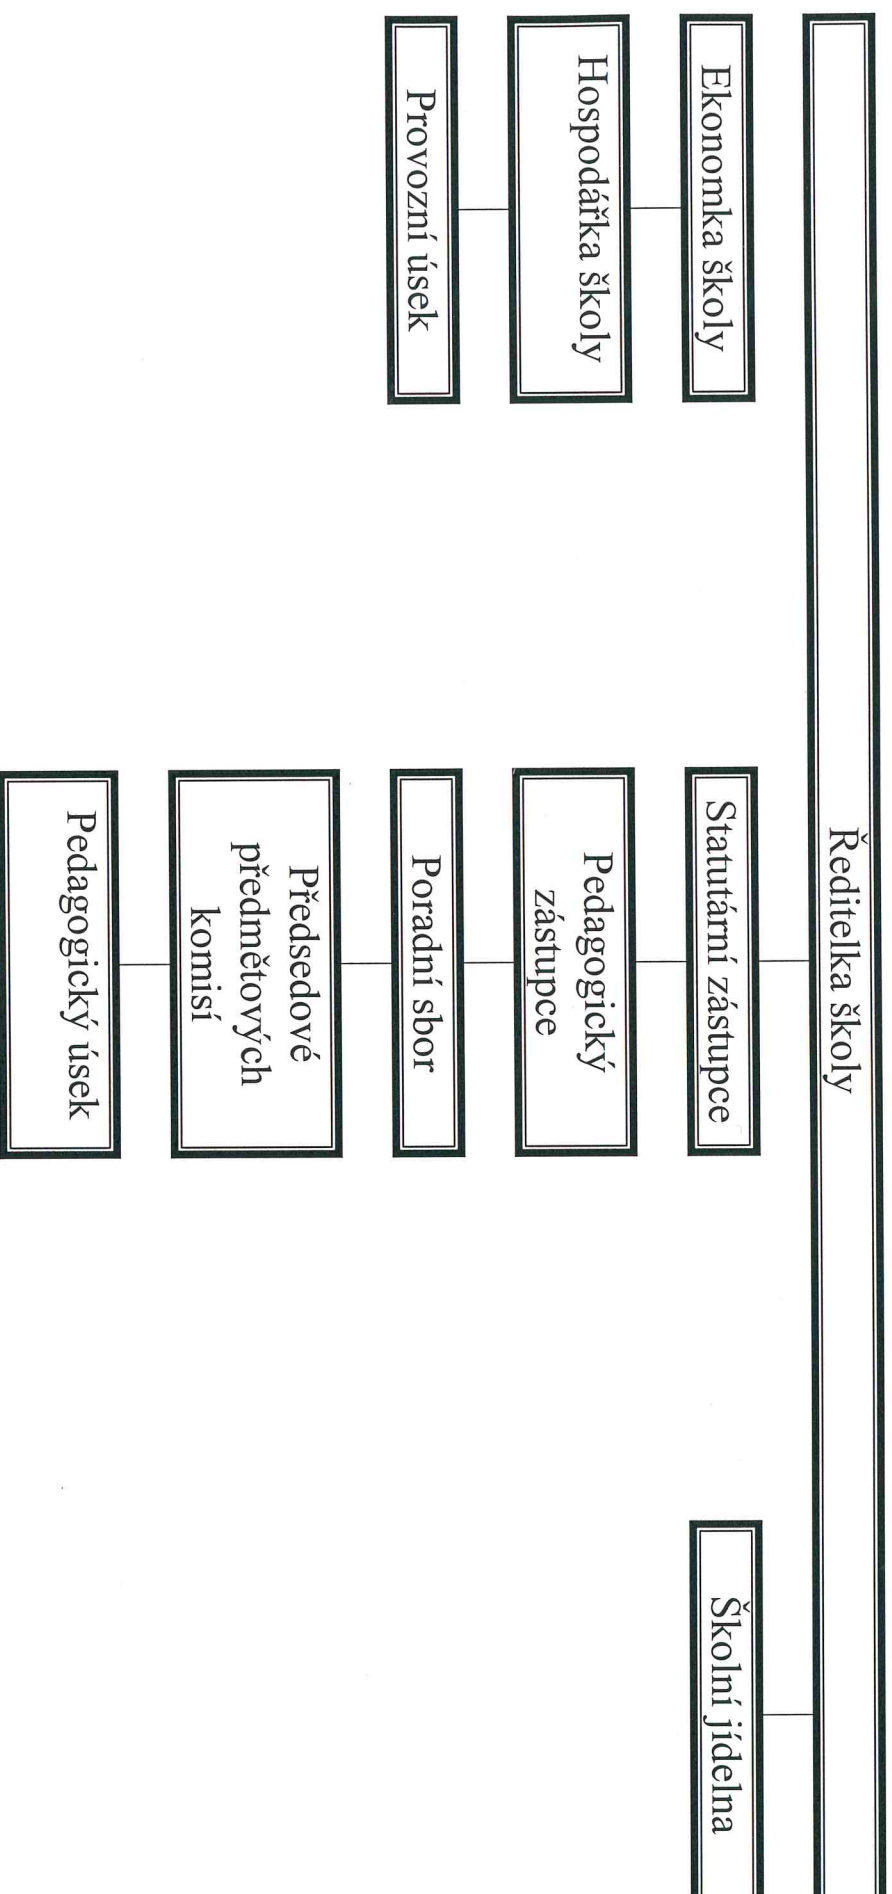 Ředitelka školy
Ekonomka školy
Hospodářka školy
Provozní úsek
Statutární zástupce
Pedagogický
zástupce
Poradní sbor
Předsedové
předmětových
komisí
Pedagogický úsek
Školní jídelna